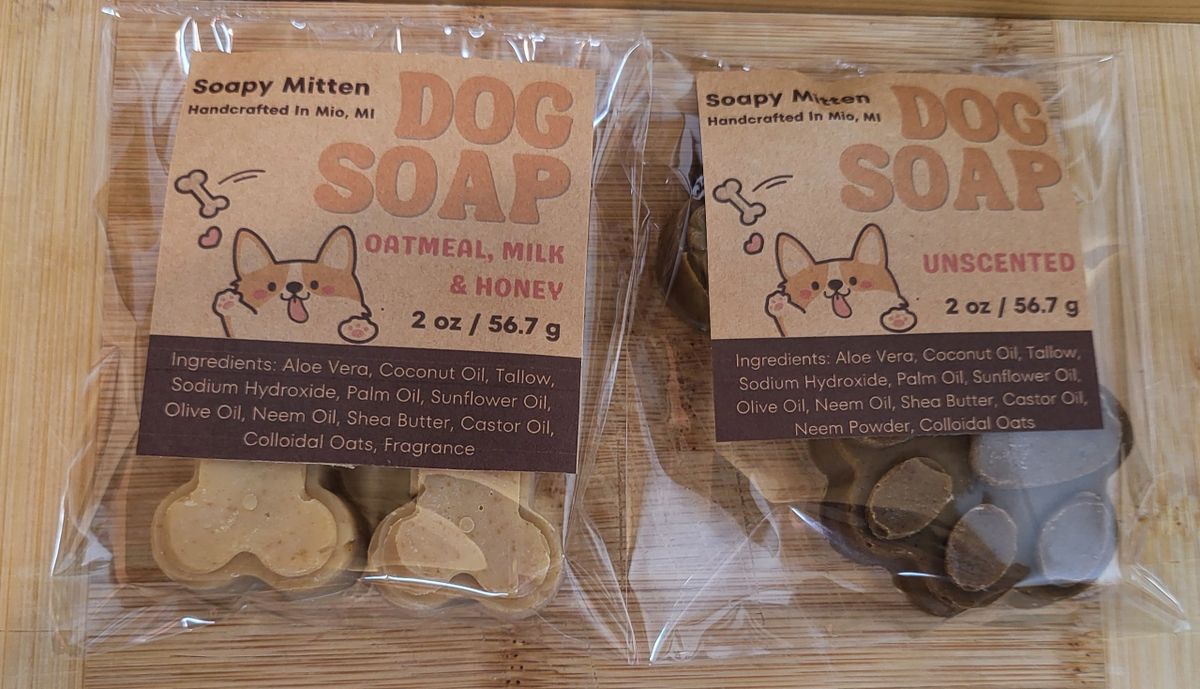 Soapy Mitten
Handcrafted In Mio, MI
DOG
SOAP
OATMEAL, MILK
& HONEY
2 oz / 56.7 g
Ingredients: Aloe Vera, Coconut Oil, Tallow,
Sodium Hydroxide, Palm Oil, Sunflower Oil,
Olive Oil, Neem Oil, Shea Butter, Castor Oil,
Colloidal Oats, Fragrance
Soapy Mitten
Handcrafted In Mio, MI
DOG
SOAP
UNSCENTED
2 oz / 56.7 g
Ingredients: Aloe Vera, Coconut Oil, Tallow,
Sodium Hydroxide, Palm Oil, Sunflower Oil,
Olive Oil, Neem Oil, Shea Butter, Castor Oil,
Neem Powder, Colloidal Oats